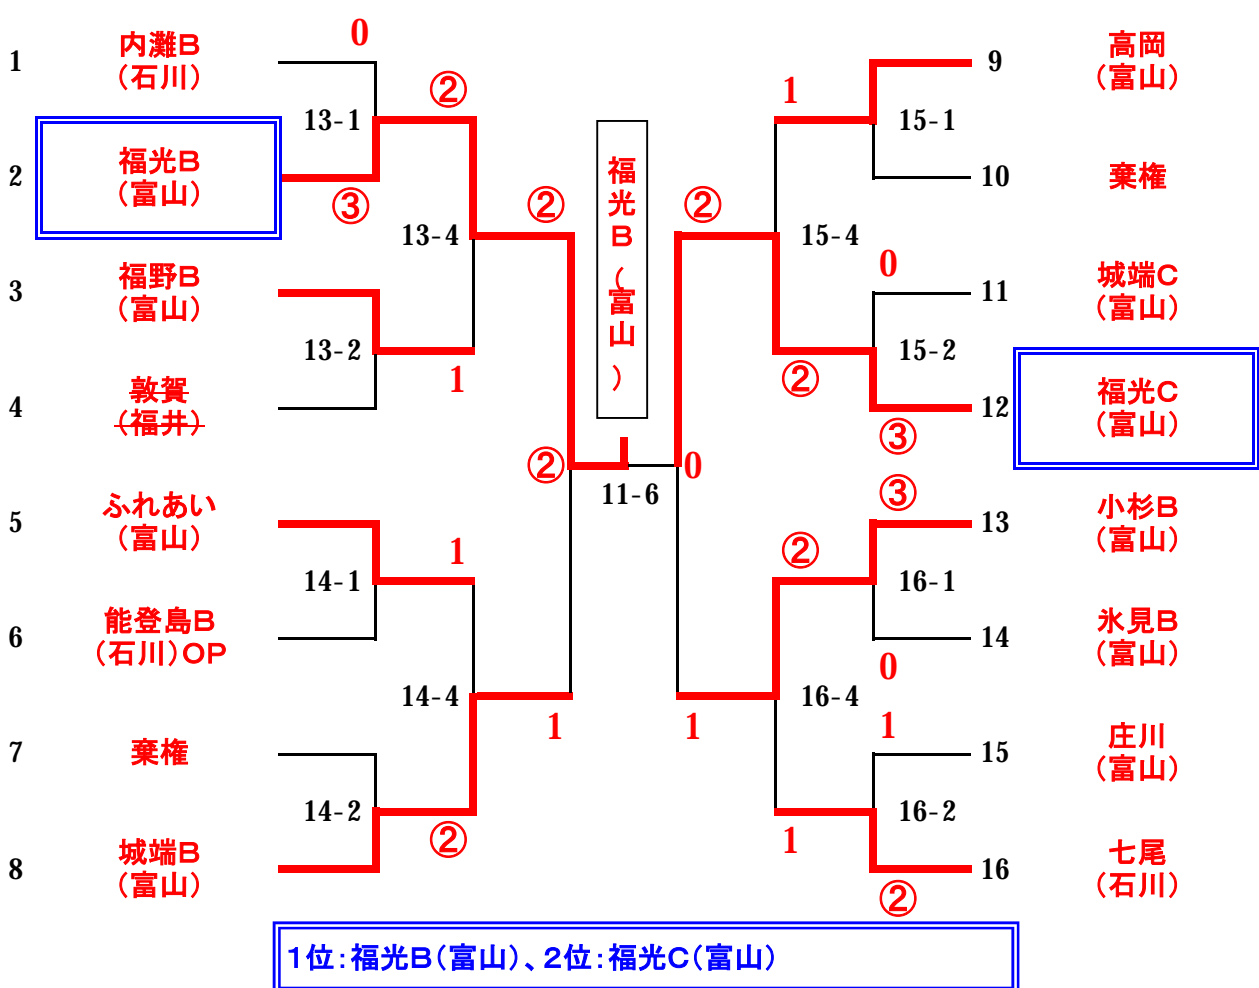 1
内灘B
(石川)
0
13-1
②
2
福光B
(富山)
③
13-4
②
3
福野B
(富山)
13-2
1
4
敦賀
(福井)
②
5
ふれあい
(富山)
1
14-1
6
能登島B
(石川)OP
14-4
1
7
棄権
14-2
②
8
城端B
(富山)
福光B(富山)
11-6
9
高岡
(富山)
1
15-1
10
棄権
②
15-4
0
11
城端C
(富山)
15-2
②
12
福光C
(富山)
③
0
③
13
小杉B
(富山)
②
16-1
14
氷見B
(富山)
0
16-4
1
1
15
庄川
(富山)
16-2
1
16
七尾
(石川)
②
1位:福光B(富山)、2位:福光C(富山)